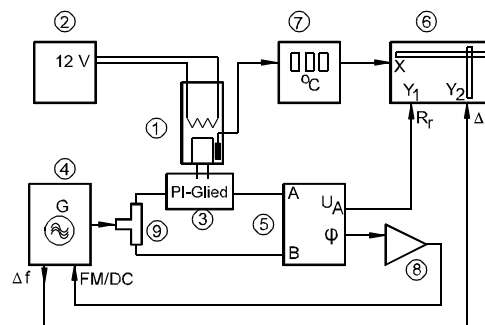 ② ⑦ ⑥
12 V
°C
X
Y1 Y2
①
Rr Δ
④
PI-Glied
G
③
⑤
A
UA
⑨
φ
B
⑧
Δf FM/DC